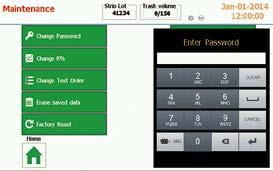 Maintenance
Strip Lot
41234
Trash volume
0/150
Jan-01-2014
12:00:00
Change Password
Change R%
Change Test Order
Erase saved data
Factory Reset
Home
Enter Password
1
2 ABC
3 DEF
CLEAR
4 GHI
5 JKL
6 MNO
7 PQRS
8 TUV
9 WXYZ
CANCEL
ABC
0